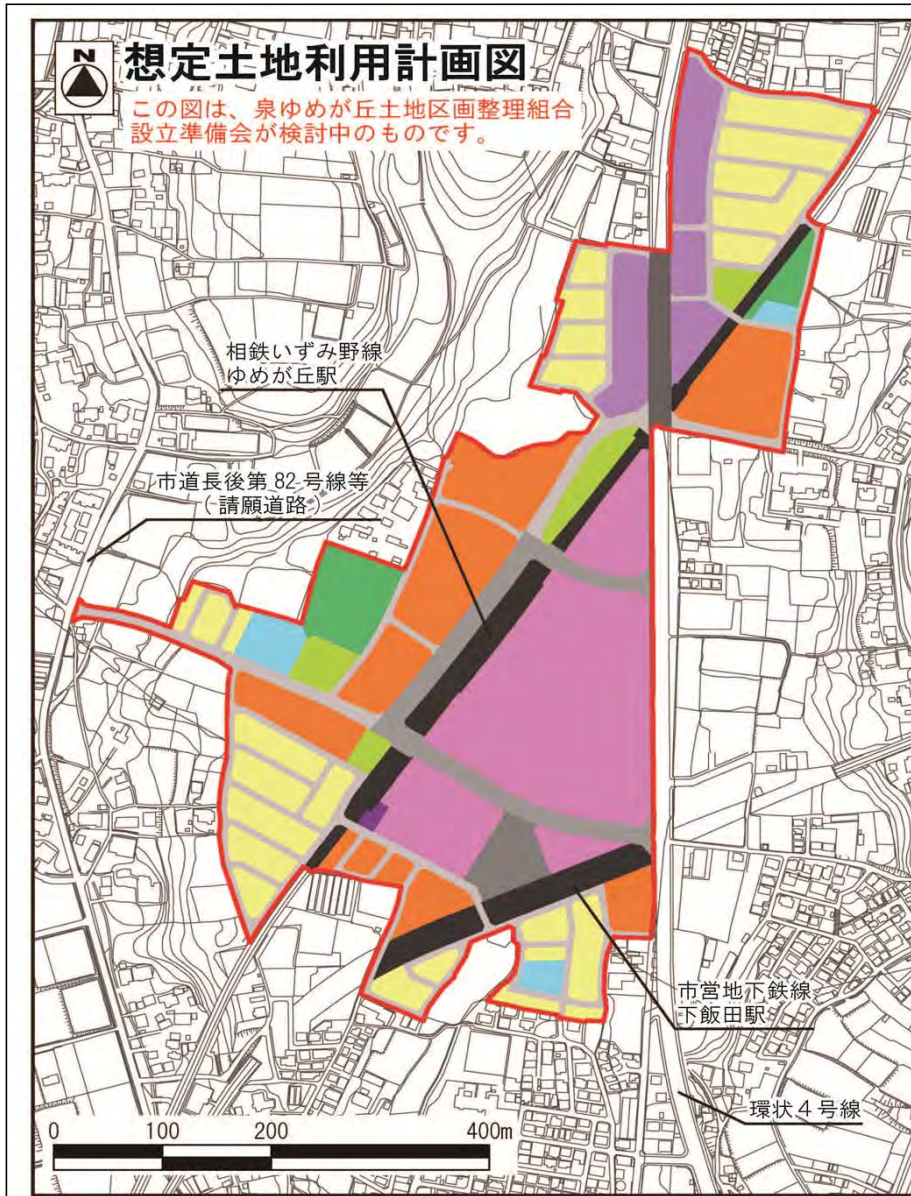 N
想定土地利用計画図
この図は、泉ゆめが丘土地区画整理組合
設立準備会が検討中のものです。
相鉄いずみ野線
ゆめが丘駅
市道長後第82号線等
(請願道路)
市営地下鉄線
下飯田駅
環状4号線
0 100 200 400m